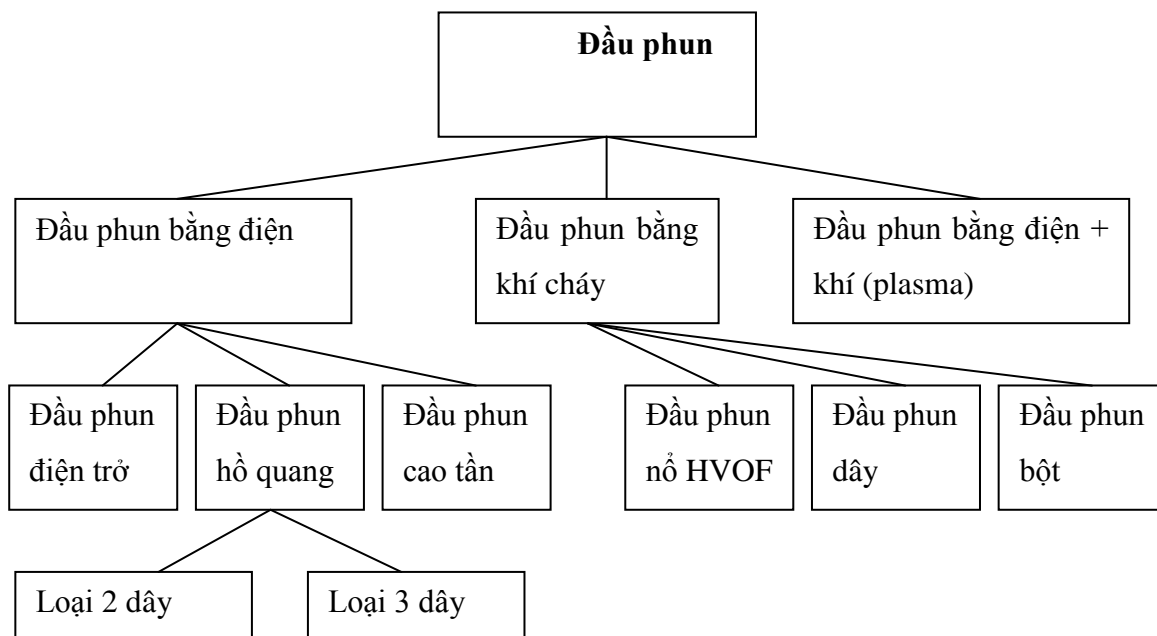 Đầu phun
Đầu phun bằng điện
Đầu phun bằng
khí cháy
Đầu phun bằng điện +
khí (plasma)
Đầu phun
điện trở
Đầu phun
hồ quang
Đầu phun
cao tần
Đầu phun
nổ HVOF
Đầu phun
dây
Đầu phun
bột
Loại 2 dây
Loại 3 dây